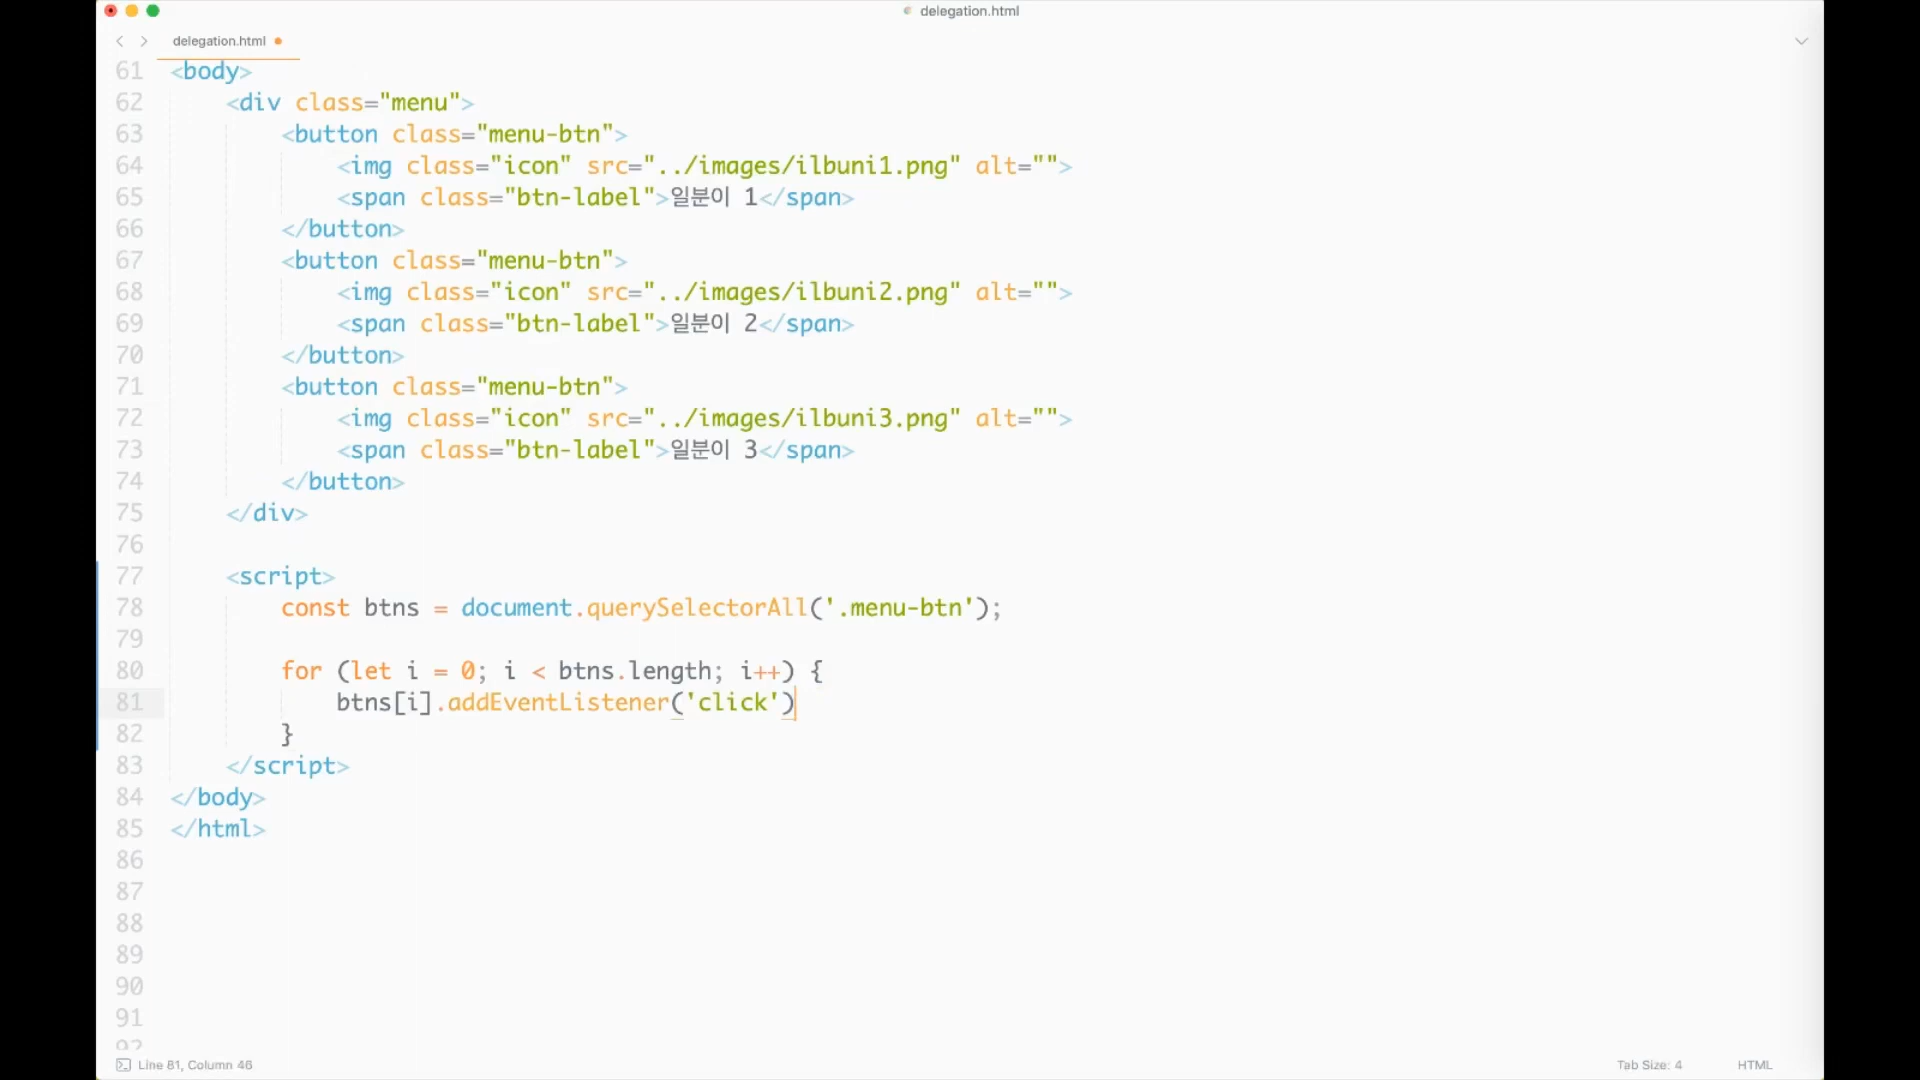 delegation.html
delegation.html
61 <body>
62     <div class="menu">
63         <button class="menu-btn">
64             <img class="icon" src="../images/ilbuni1.png" alt="">
65             <span class="btn-label">일분이 1</span>
66         </button>
67         <button class="menu-btn">
68             <img class="icon" src="../images/ilbuni2.png" alt="">
69             <span class="btn-label">일분이 2</span>
70         </button>
71         <button class="menu-btn">
72             <img class="icon" src="../images/ilbuni3.png" alt="">
73             <span class="btn-label">일분이 3</span>
74         </button>
75     </div>
76
77     <script>
78         const btns = document.querySelectorAll('.menu-btn');
79
80         for (let i = 0; i < btns.length; i++) {
81             btns[i].addEventListener('click')
82         }
83     </script>
84 </body>
85 </html>
86
87
88
89
90
91
92
Line 81, Column 46 Tab Size: 4 HTML